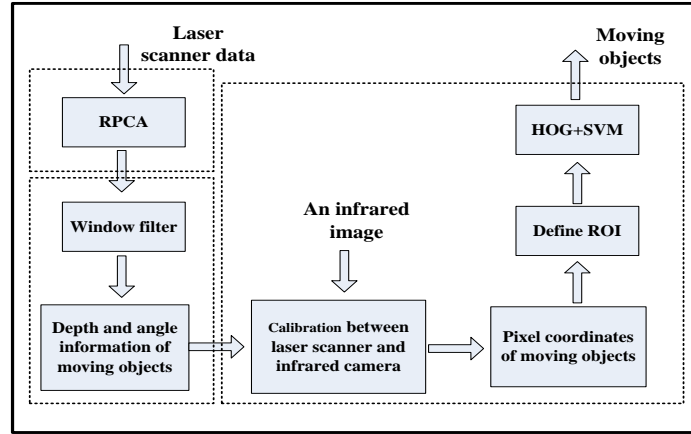 Laser
scanner data
RPCA
Window filter
Depth and angle
information of
moving objects
An infrared
image
Calibration between
laser scanner and
infrared camera
Pixel coordinates
of moving objects
Define ROI
HOG+SVM
Moving
objects